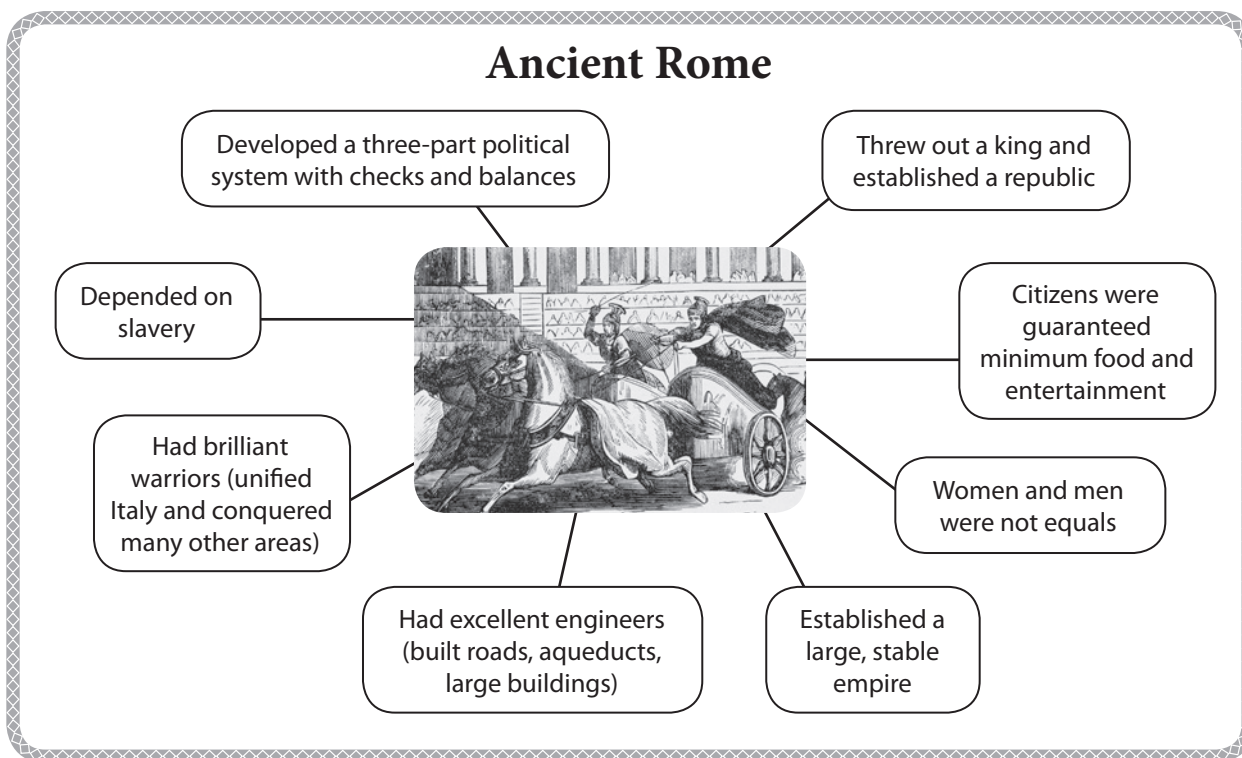 Ancient Rome
Developed a three-part political
system with checks and balances
Threw out a king and
established a republic
Depended on
slavery
Citizens were
guaranteed
minimum food and
entertainment
Had brilliant
warriors (unified
Italy and conquered
many other areas)
Women and men
were not equals
Had excellent engineers
(built roads, aqueducts,
large buildings)
Established a
large, stable
empire